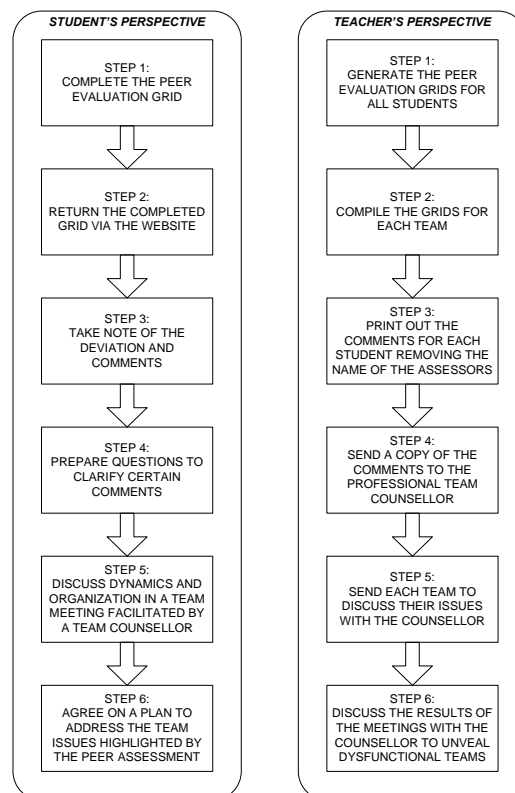 STUDENT'S PERSPECTIVE
STEP 1:
COMPLETE THE PEER
EVALUATION GRID
STEP 2:
RETURN THE COMPLETED
GRID VIA THE WEBSITE
STEP 3:
TAKE NOTE OF THE
DEVIATION AND
COMMENTS
STEP 4:
PREPARE QUESTIONS TO
CLARIFY CERTAIN
COMMENTS
STEP 5:
DISCUSS DYNAMICS AND
ORGANIZATION IN A TEAM
MEETING FACILITATED BY
A TEAM COUNSELLOR
STEP 6:
AGREE ON A PLAN TO
ADDRESS THE TEAM
ISSUES HIGHLIGHTED BY
THE PEER ASSESSMENT
TEACHER'S PERSPECTIVE
STEP 1:
GENERATE THE PEER
EVALUATION GRIDS FOR
ALL STUDENTS
STEP 2:
COMPILE THE GRIDS FOR
EACH TEAM
STEP 3:
PRINT OUT THE
COMMENTS FOR EACH
STUDENT REMOVING THE
NAME OF THE ASSESSORS
STEP 4:
SEND A COPY OF THE
COMMENTS TO THE
PROFESSIONAL TEAM
COUNSELLOR
STEP 5:
SEND EACH TEAM TO
DISCUSS THEIR ISSUES
WITH THE COUNSELLOR
STEP 6:
DISCUSS THE RESULTS OF
THE MEETINGS WITH THE
COUNSELLOR TO UNVEAL
DYSFUNCTIONAL TEAMS